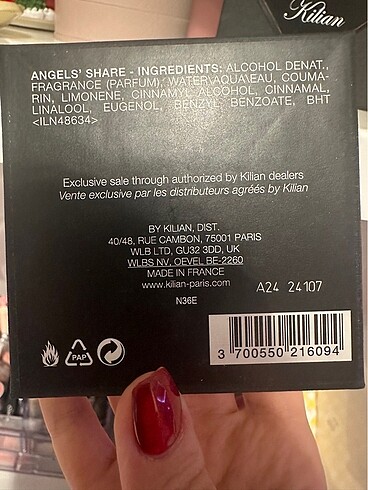 Kilian
ANGELS' SHARE - INGREDIENTS: ALCOHOL DENAT.,
FRAGRANCE (PARFUM), WATER\AQUA\EAU, COUMA-
RIN, LIMONENE, CINNAMYL ALCOHOL, CINNAMAL,
LINALOOL, EUGENOL, BENZYL BENZOATE, BHT
<ILN48634>
Exclusive sale through authorized by Kilian dealers
Vente exclusive par les distributeurs agréés by Kilian
BY KILIAN, DIST.
40/48, RUE CAMBON, 75001 PARIS
WLB LTD, GU32 3DD, UK
WLBS NV, OEVEL BE-2260
MADE IN FRANCE
www.kilian-paris.com
A24 24107
N36E
PAP
3 700550 216094